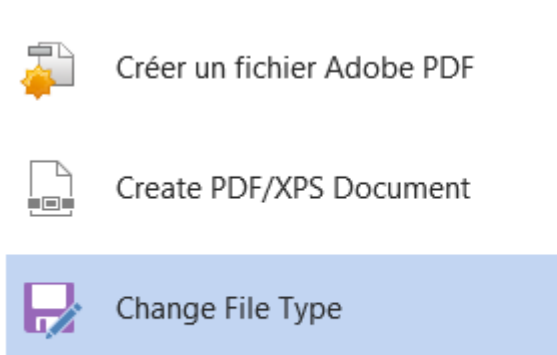 Créer un fichier Adobe PDF
Create PDF/XPS Document
Change File Type